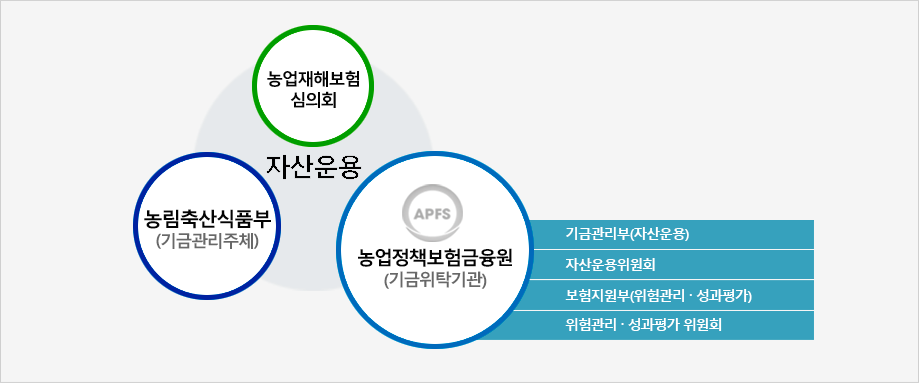 농업재해보험
심의회
자산운용
농림축산식품부
(기금관리주체)
APFS
농업정책보험금융원
(기금위탁기관)
기금관리부(자산운용)
자산운용위원회
보험지원부(위험관리 · 성과평가)
위험관리 · 성과평가 위원회